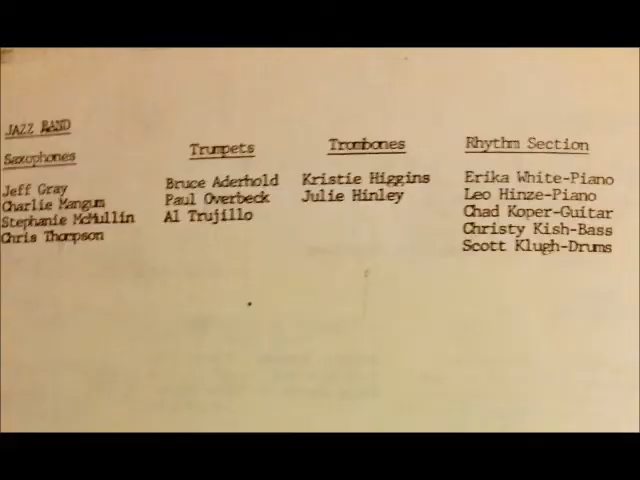 JAZZ BAND
Saxophones
Jeff Gray
Charlie Mangum
Stephanie McMullin
Chris Thompson
Trumpets
Bruce Aderhold
Paul Overbeck
Al Trujillo
Trombones
Kristie Higgins
Julie Hinley
Rhythm Section
Erika White-Piano
Leo Hinze-Piano
Chad Koper-Guitar
Christy Kish-Bass
Scott Klugh-Drums